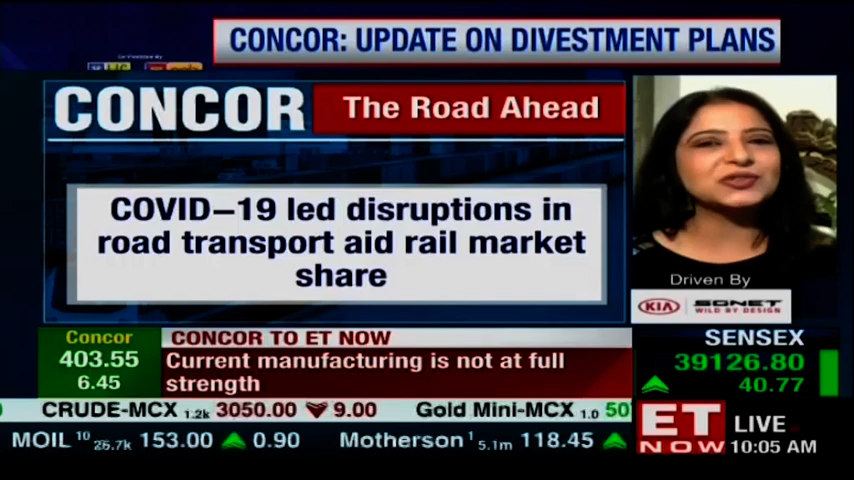 CONCOR: UPDATE ON DIVESTMENT PLANS
Co-Presented By
CONCOR
The Road Ahead
COVID–19 led disruptions in
road transport aid rail market
share
Driven By
KIA
SONET
WILD BY DESIGN
Concor
403.55
6.45
CONCOR TO ET NOW
Current manufacturing is not at full
strength
SENSEX
39126.80
40.77
CRUDE-MCX 1.2k 3050.00 9.00 Gold Mini-MCX 1.0
MOIL 10 26.7k 153.00 0.90 Motherson 1 5.1m 118.45
ET
NOW
LIVE
10:05 AM